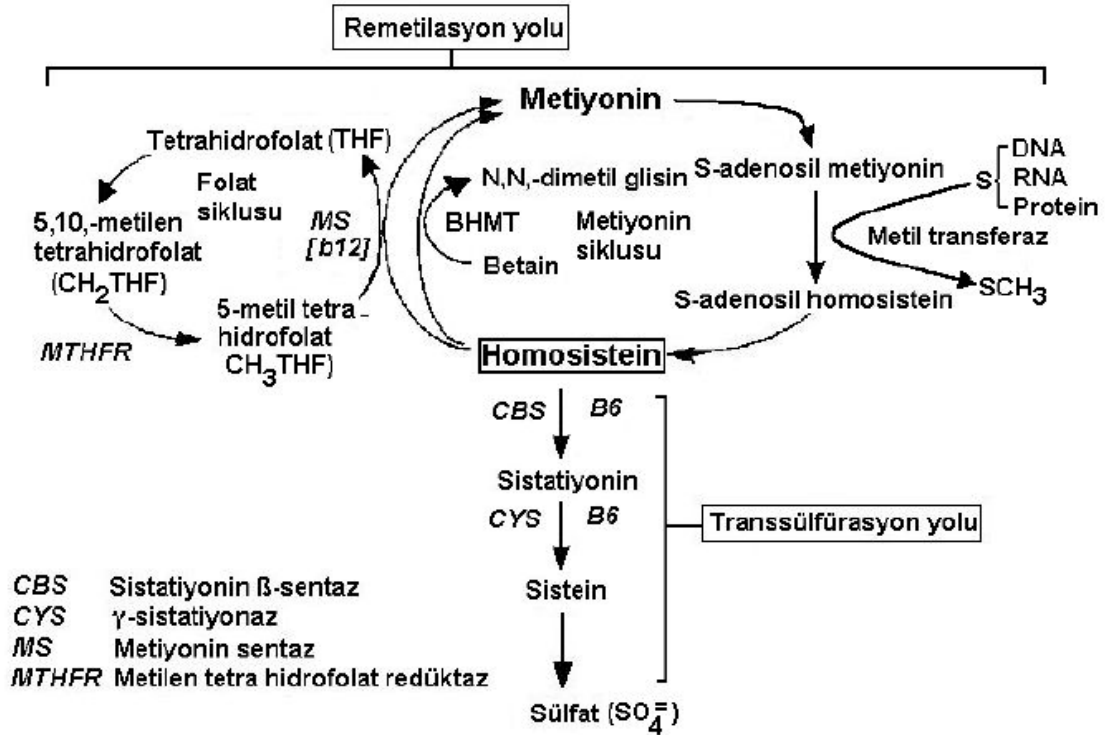 Remetilasyon yolu
Metiyonin
Tetrahidrofolat (THF)
Folat
siklusu
5,10,-metilen
tetrahidrofolat
(CH₂THF)
MTHFR
5-metil tetra
hidrofolat
CH₃THF)
MS
[b12]
N,N,-dimetil glisin
BHMT
Betain
Metiyonin
siklusu
S-adenosil metiyonin
S
DNA
RNA
Protein
Metil transferaz
SCH₃
S-adenosil homosistein
Homosistein
CBS B6
Sistatiyonin
CYS B6
Sistein
Sülfat (SO₄⁼)
Transsülfürasyon yolu
CBS Sistatiyonin ß-sentaz
CYS γ-sistatiyonaz
MS Metiyonin sentaz
MTHFR Metilen tetra hidrofolat redüktaz